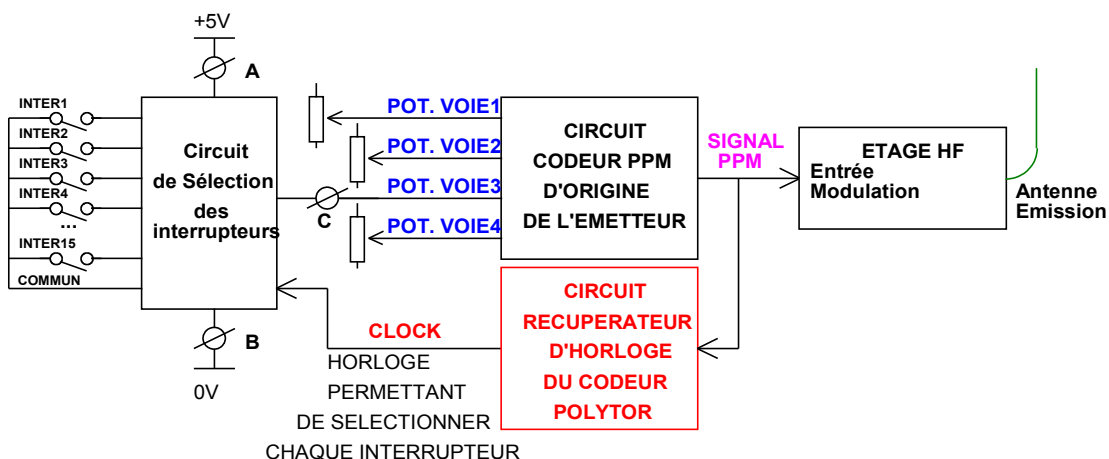 +5V
A
INTER1
INTER2
INTER3
INTER4
...
INTER15
COMMUN
Circuit
de Sélection
des
interrupteurs
B
0V
C
POT. VOIE1
POT. VOIE2
POT. VOIE3
POT. VOIE4
CIRCUIT
CODEUR PPM
D'ORIGINE
DE L'EMETTEUR
SIGNAL
PPM
ETAGE HF
Entrée
Modulation
Antenne
Emission
CLOCK
HORLOGE
PERMETTANT
DE SELECTIONNER
CHAQUE INTERRUPTEUR
CIRCUIT
RECUPERATEUR
D'HORLOGE
DU CODEUR
POLYTOR